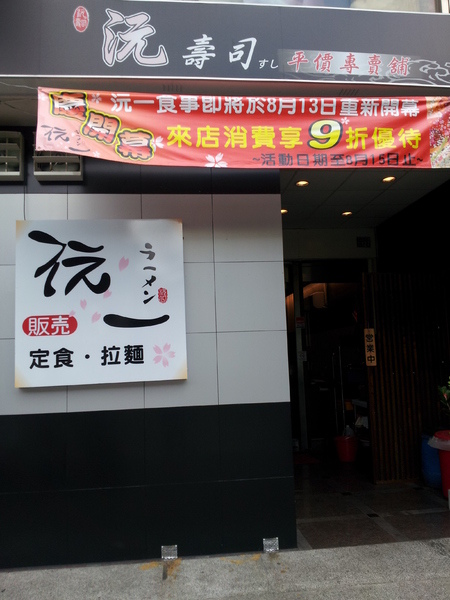 沅 壽司 すし 平價專賣舖
慶開幕
沅一食事即將於8月13日重新開幕
來店消費享9折優待
~活動日期至8月15日止~
沅一
ラーメン
販売
定食・拉麵
營業中